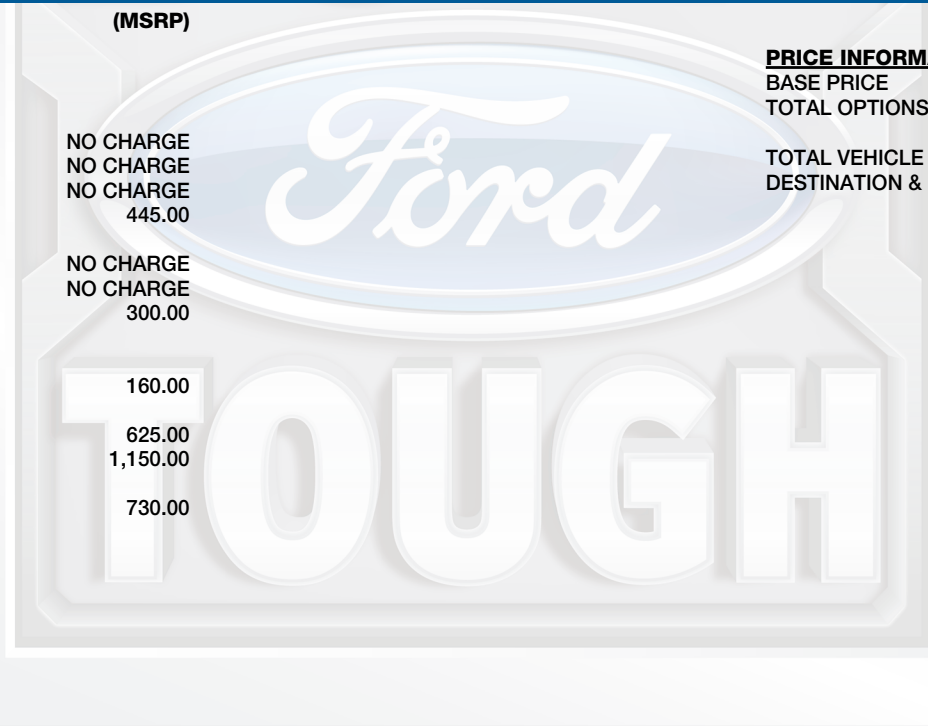 (MSRP)
NO CHARGE
NO CHARGE
NO CHARGE
445.00
NO CHARGE
NO CHARGE
300.00
160.00
625.00
1,150.00
730.00
PRICE INFORMA
BASE PRICE
TOTAL OPTIONS
TOTAL VEHICLE
DESTINATION &
Ford
TOUGH